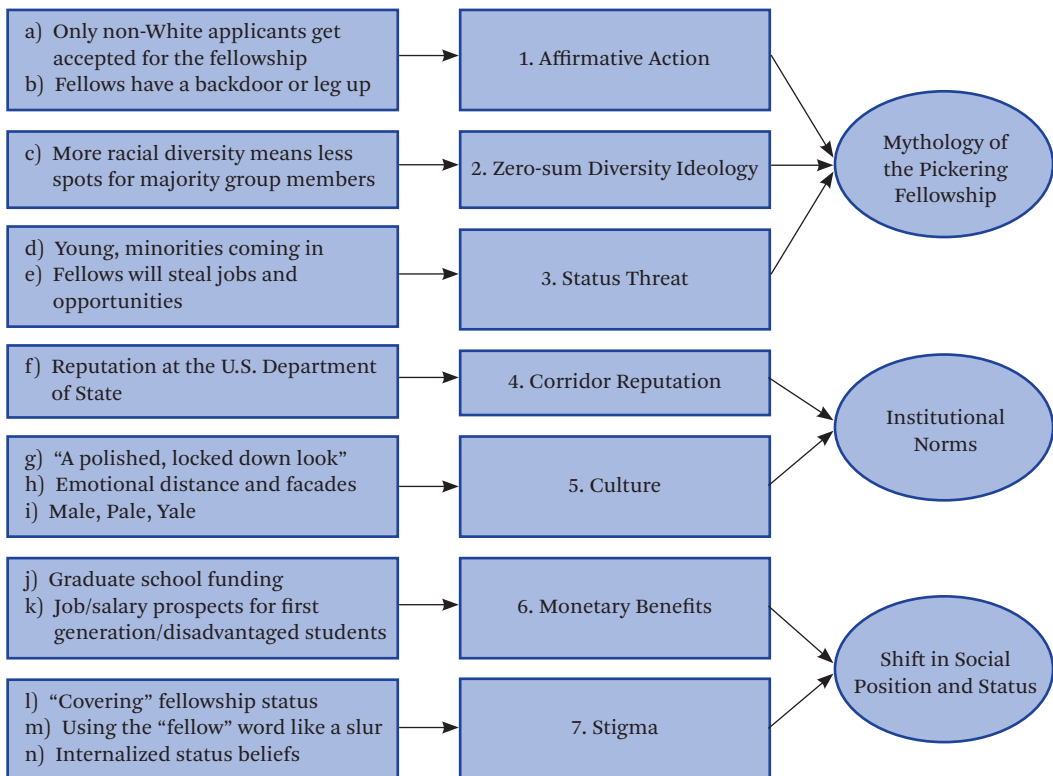 a) Only non-White applicants get
accepted for the fellowship
b) Fellows have a backdoor or leg up
1. Affirmative Action
c) More racial diversity means less
spots for majority group members
2. Zero-sum Diversity Ideology
Mythology of
the Pickering
Fellowship
d) Young, minorities coming in
e) Fellows will steal jobs and
opportunities
3. Status Threat
f) Reputation at the U.S. Department
of State
4. Corridor Reputation
g) “A polished, locked down look”
h) Emotional distance and facades
i) Male, Pale, Yale
5. Culture
Institutional
Norms
j) Graduate school funding
k) Job/salary prospects for first
generation/disadvantaged students
6. Monetary Benefits
l) “Covering” fellowship status
m) Using the “fellow” word like a slur
n) Internalized status beliefs
7. Stigma
Shift in Social
Position and Status